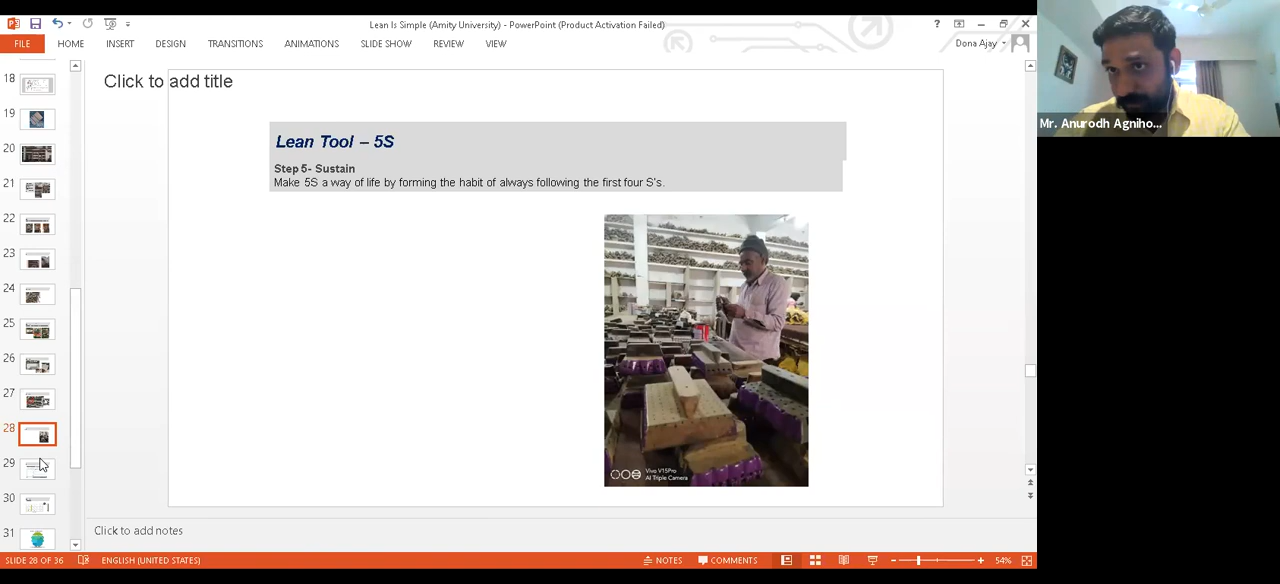 Lean Is Simple (Amity University) - PowerPoint (Product Activation Failed)
FILE HOME INSERT DESIGN TRANSITIONS ANIMATIONS SLIDE SHOW REVIEW VIEW
Dona Ajay
Mr. Anurodh Agniho...
18
19
20
21
22
23
24
25
26
27
28
29
30
31
Click to add title
Lean Tool – 5S
Step 5- Sustain
Make 5S a way of life by forming the habit of always following the first four S's.
Vivo V15Pro
AI Triple Camera
Click to add notes
SLIDE 28 OF 36 ENGLISH (UNITED STATES) NOTES COMMENTS 54%